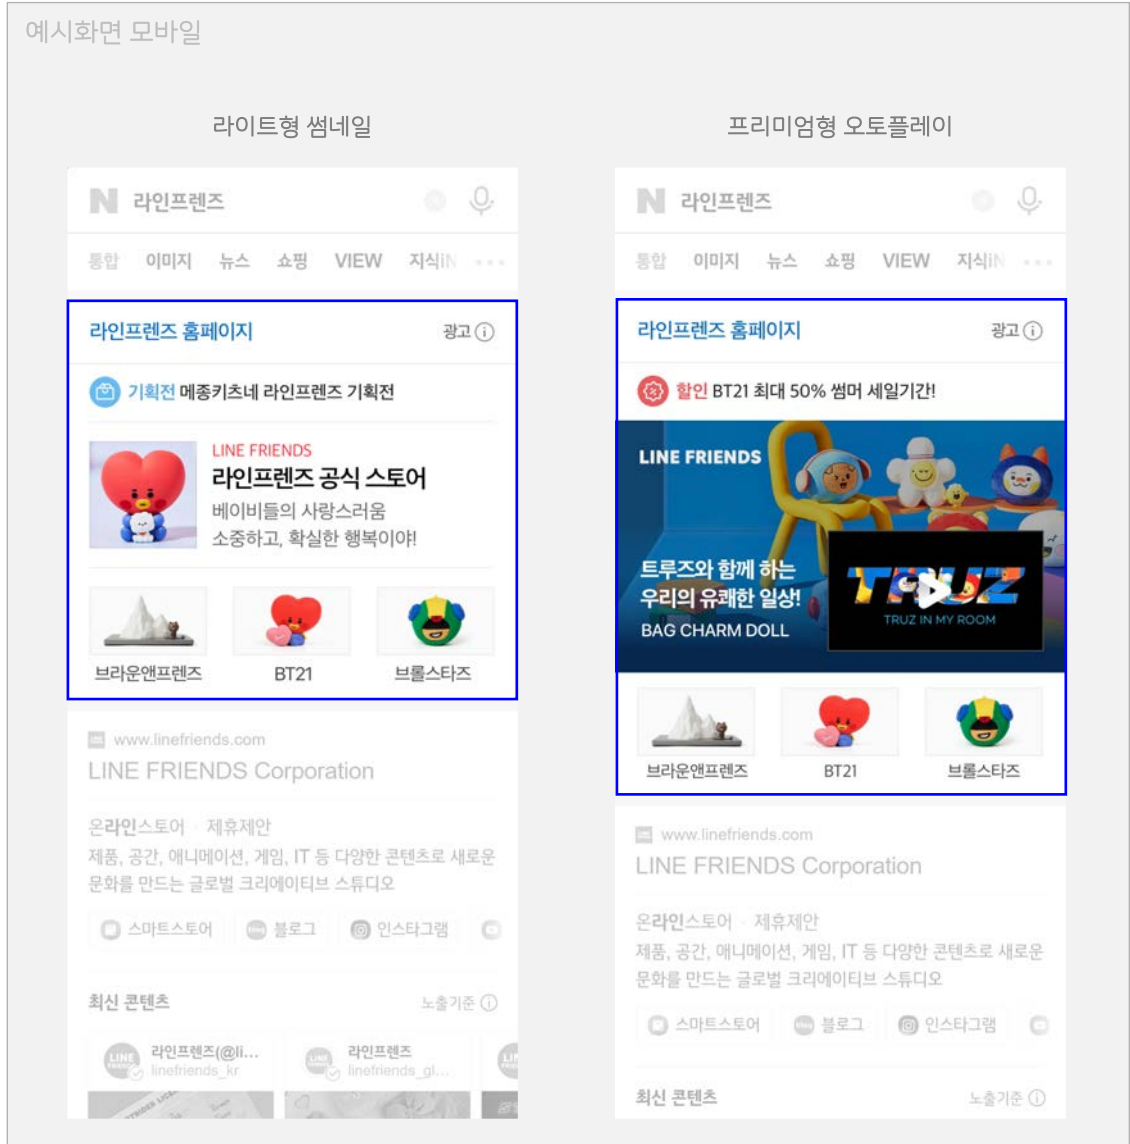 예시화면 모바일
라이트형 썸네일
N 라인프렌즈
통합 이미지 뉴스 쇼핑 VIEW 지식iN
라인프렌즈 홈페이지 광고
기획전 메종키츠네 라인프렌즈 기획전
LINE FRIENDS
라인프렌즈 공식 스토어
베이비들의 사랑스러움
소중하고, 확실한 행복이야!
브라운앤프렌즈 BT21 브롤스타즈
www.linefriends.com
LINE FRIENDS Corporation
온라인스토어 · 제휴제안
제품, 공간, 애니메이션, 게임, IT 등 다양한 콘텐츠로 새로운
문화를 만드는 글로벌 크리에이티브 스튜디오
스마트스토어 블로그 인스타그램
최신 콘텐츠 노출기준
라인프렌즈(@li... 라인프렌즈
linefriends_kr linefriends_gl...
프리미엄형 오토플레이
N 라인프렌즈
통합 이미지 뉴스 쇼핑 VIEW 지식iN
라인프렌즈 홈페이지 광고
할인 BT21 최대 50% 썸머 세일기간!
LINE FRIENDS
트루즈와 함께 하는
우리의 유쾌한 일상!
BAG CHARM DOLL
TRUZ
TRUZ IN MY ROOM
브라운앤프렌즈 BT21 브롤스타즈
www.linefriends.com
LINE FRIENDS Corporation
온라인스토어 · 제휴제안
제품, 공간, 애니메이션, 게임, IT 등 다양한 콘텐츠로 새로운
문화를 만드는 글로벌 크리에이티브 스튜디오
스마트스토어 블로그 인스타그램
최신 콘텐츠 노출기준